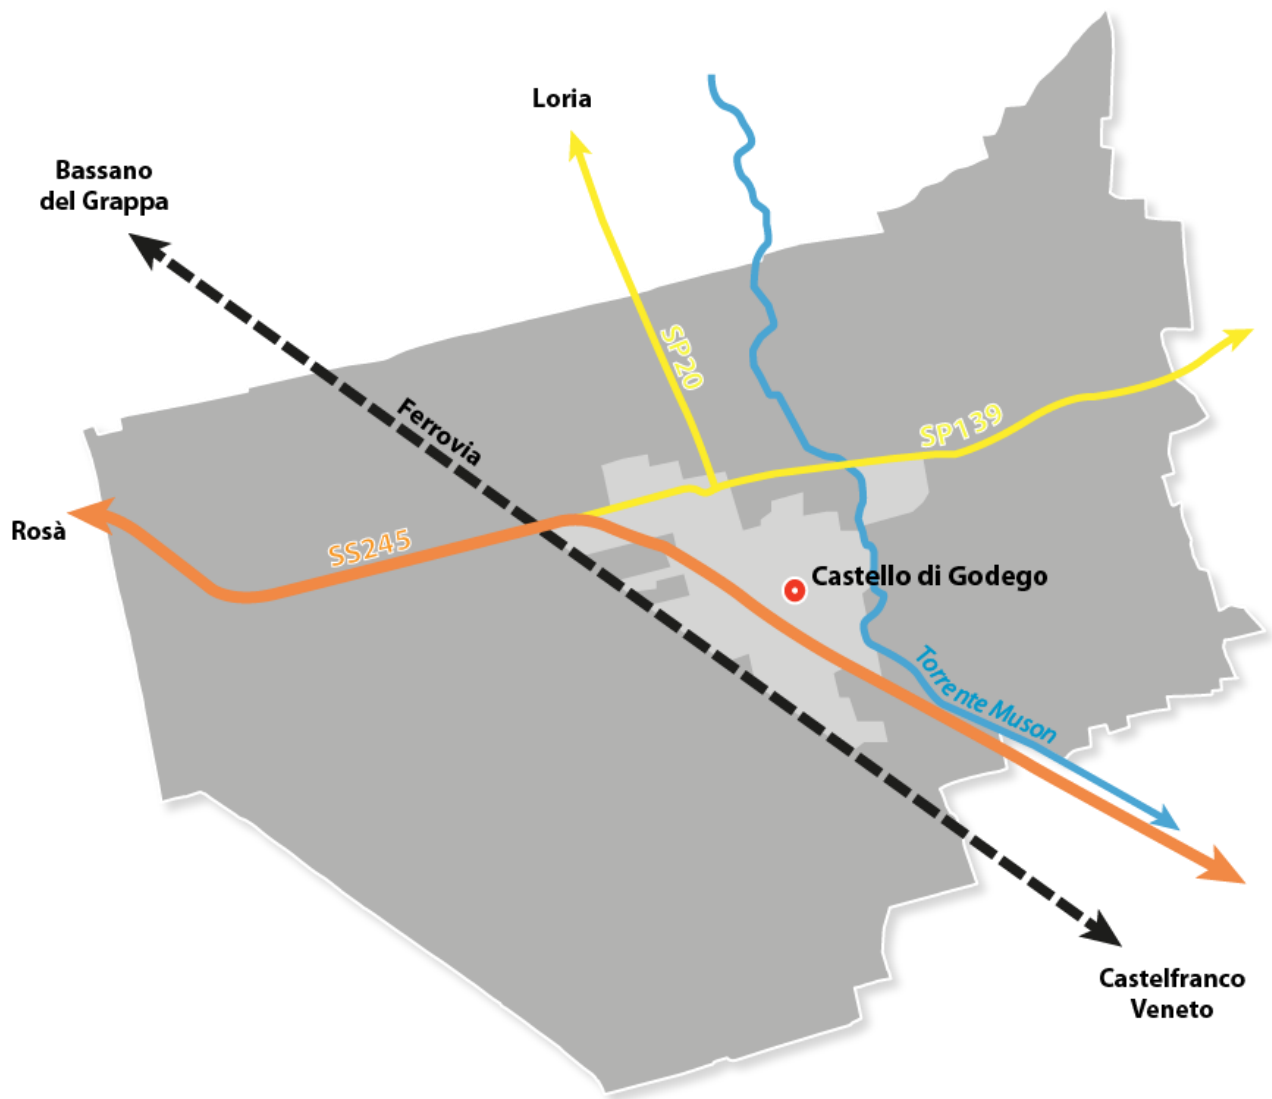 Loria
Bassano
del Grappa
SP20
Ferrovia
SP139
Rosà
SS245
Castello di Godego
Torrente Muson
Castelfranco
Veneto